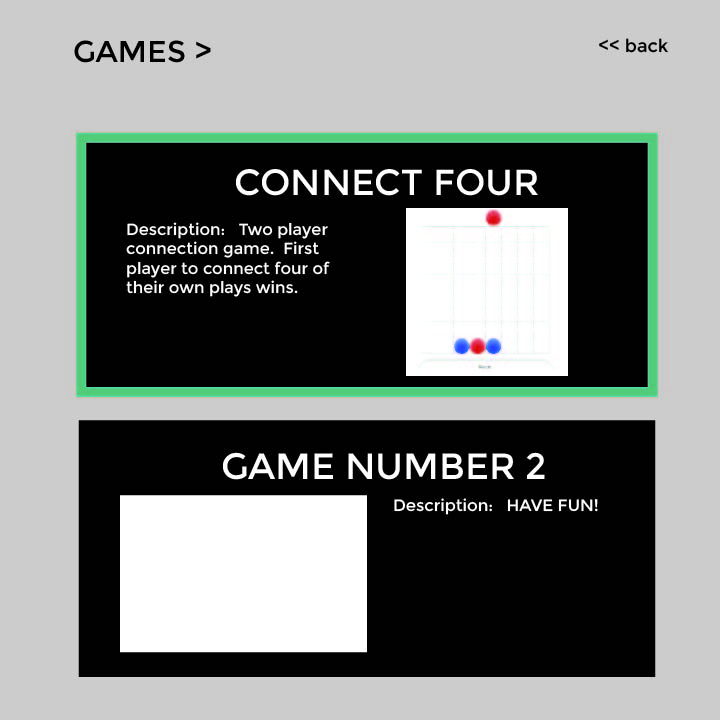 GAMES >
<< back
CONNECT FOUR
Description: Two player
connection game. First
player to connect four of
their own plays wins.
GAME NUMBER 2
Description: HAVE FUN!